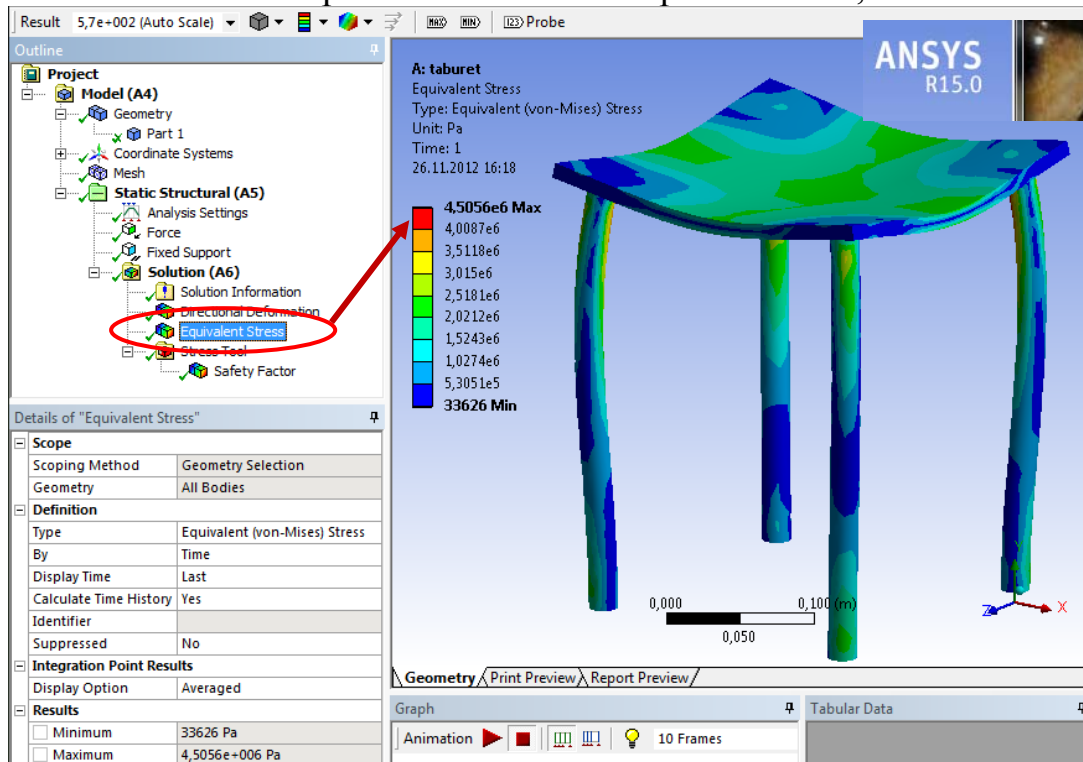 Result 5,7e+002 (Auto Scale) MAX MIN 123 Probe
Outline
Project
Model (A4)
Geometry
Part 1
Coordinate Systems
Mesh
Static Structural (A5)
Analysis Settings
Force
Fixed Support
Solution (A6)
Solution Information
Directional Deformation
Equivalent Stress
Stress Tool
Safety Factor
Details of "Equivalent Stress"
Scope
Scoping Method Geometry Selection
Geometry All Bodies
Definition
Type Equivalent (von-Mises) Stress
By Time
Display Time Last
Calculate Time History Yes
Identifier
Suppressed No
Integration Point Results
Display Option Averaged
Results
Minimum 33626 Pa
Maximum 4,5056e+006 Pa
A: taburet
Equivalent Stress
Type: Equivalent (von-Mises) Stress
Unit: Pa
Time: 1
26.11.2012 16:18
4,5056e6 Max
4,0087e6
3,5118e6
3,015e6
2,5181e6
2,0212e6
1,5243e6
1,0274e6
5,3051e5
33626 Min
ANSYS
R15.0
0,000 0,100 (m)
0,050
Y
Z X
Geometry Print Preview Report Preview
Graph
Animation 10 Frames
Tabular Data